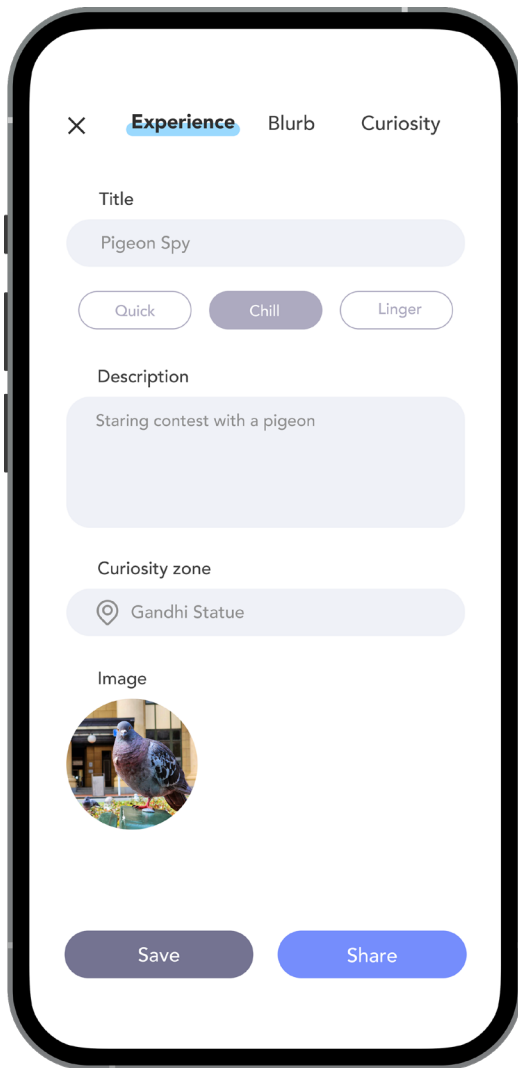 Experience Blurb Curiosity
Title
Pigeon Spy
Quick Chill Linger
Description
Staring contest with a pigeon
Curiosity zone
Gandhi Statue
Image
Save Share